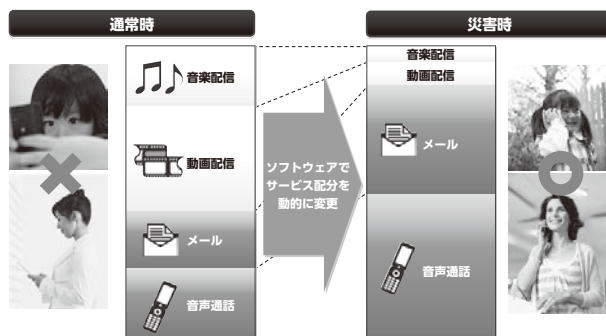 通常時
災害時
音楽配信
動画配信
メール
音声通話
ソフトウェアで
サービス配分を
動的に変更
音楽配信
動画配信
メール
音声通話